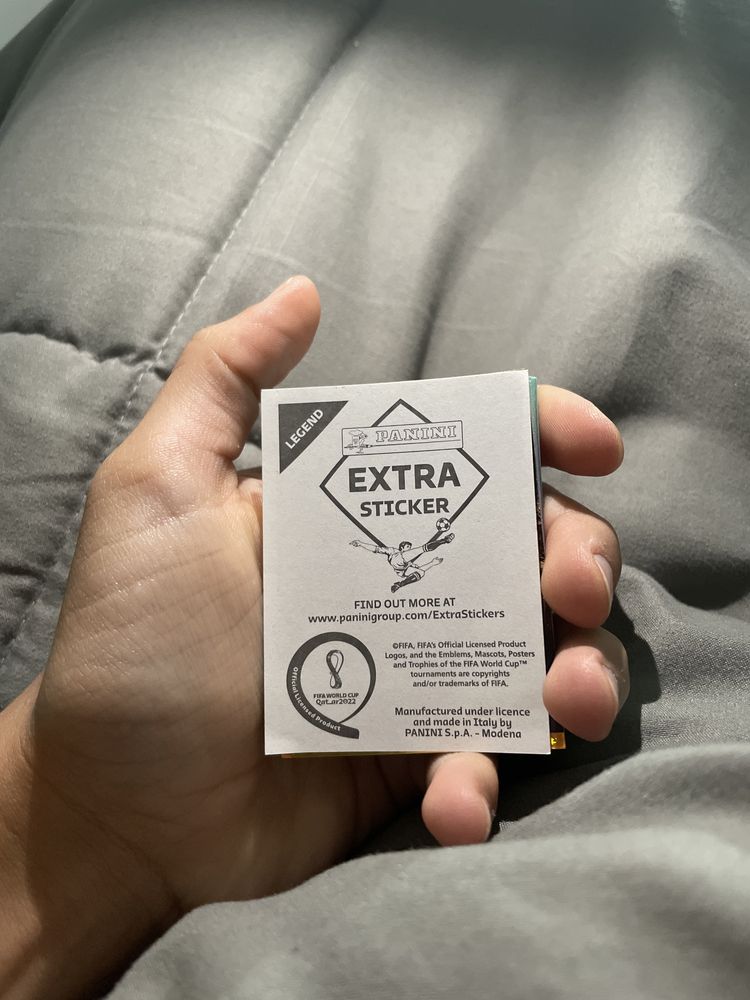 LEGEND
PANINI
EXTRA
STICKER
FIND OUT MORE AT
www.paninigroup.com/ExtraStickers
©FIFA, FIFA's Official Licensed Product
Logos, and the Emblems, Mascots, Posters
and Trophies of the FIFA World Cup™
tournaments are copyrights
and/or trademarks of FIFA.
FIFA WORLD CUP
Qatar2022
Official Licensed Product
Manufactured under licence
and made in Italy by
PANINI S.p.A. - Modena